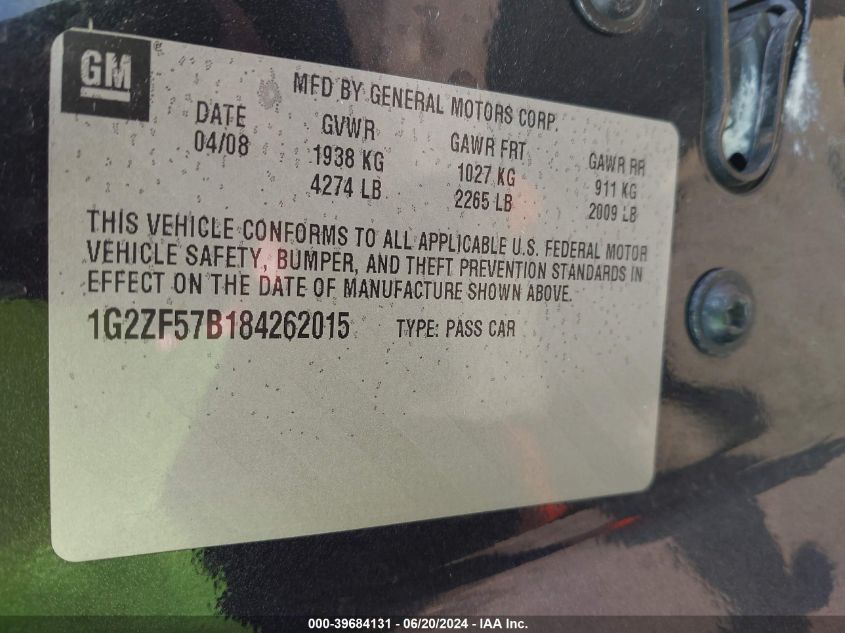 GM
MFD BY GENERAL MOTORS CORP.
DATE GVWR GAWR FRT GAWR RR
04/08 1938 KG 1027 KG 911 KG
4274 LB 2265 LB 2009 LB
THIS VEHICLE CONFORMS TO ALL APPLICABLE U.S. FEDERAL MOTOR
VEHICLE SAFETY, BUMPER, AND THEFT PREVENTION STANDARDS IN
EFFECT ON THE DATE OF MANUFACTURE SHOWN ABOVE.
1G2ZF57B184262015 TYPE: PASS CAR
000-39684131 - 06/20/2024 - IAA Inc.